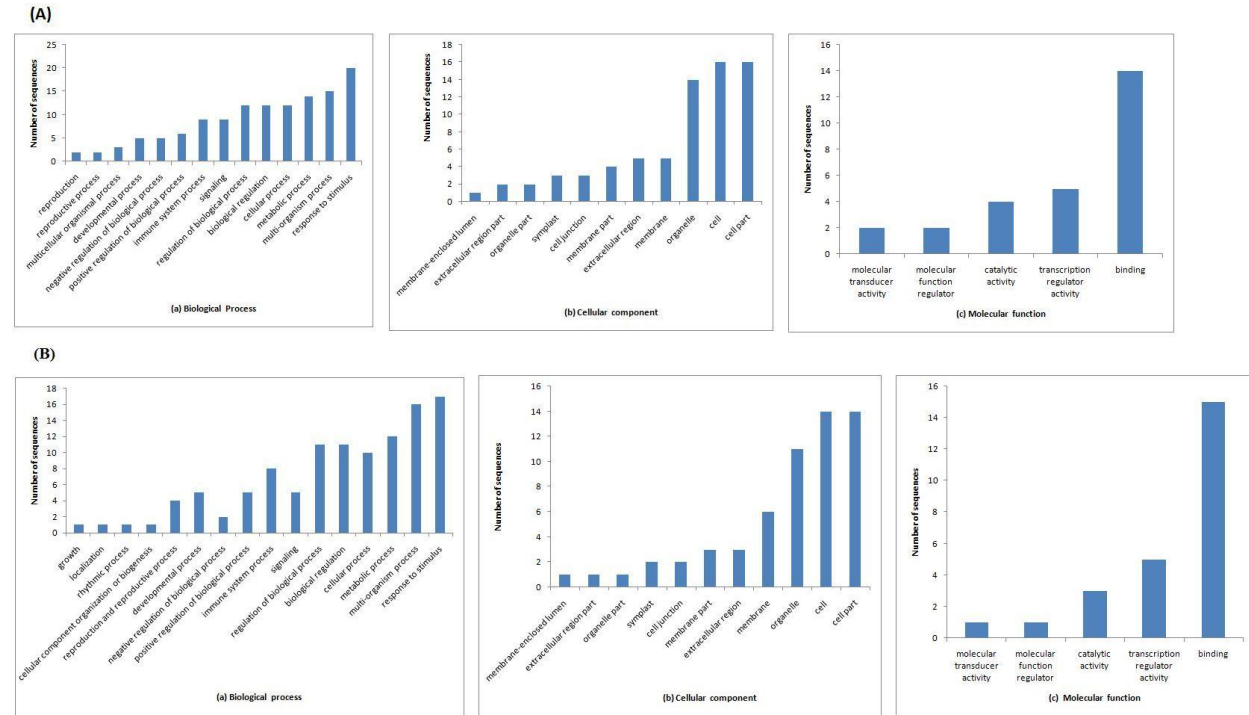 (A)
25
20
15
10
5
0
Number of sequences
reproduction
reproductive process
multicellular organismal process
developmental process
negative regulation of biological process
positive regulation of biological process
immune system process
signaling
regulation of biological process
biological regulation
cellular process
metabolic process
multi-organism process
response to stimulus
(a) Biological Process
18
16
14
12
10
8
6
4
2
0
Number of sequences
membrane-enclosed lumen
extracellular region part
organelle part
symplast
cell junction
membrane part
extracellular region
membrane
organelle
cell
cell part
(b) Cellular component
16
14
12
10
8
6
4
2
0
Number of sequences
molecular transducer activity
molecular function regulator
catalytic activity
transcription regulator activity
binding
(c) Molecular function
(B)
18
16
14
12
10
8
6
4
2
0
Number of sequences
growth
localization
rhythmic process
cellular component organization or biogenesis
reproduction and reproductive process
developmental process
negative regulation of biological process
positive regulation of biological process
immune system process
signaling
regulation of biological process
biological regulation
cellular process
metabolic process
multi-organism process
response to stimulus
(a) Biological process
16
14
12
10
8
6
4
2
0
Number of sequences
membrane-enclosed lumen
extracellular region part
organelle part
symplast
cell junction
membrane part
extracellular region
membrane
organelle
cell
cell part
(b) Cellular component
16
14
12
10
8
6
4
2
0
Number of sequences
molecular transducer activity
molecular function regulator
catalytic activity
transcription regulator activity
binding
(c) Molecular function